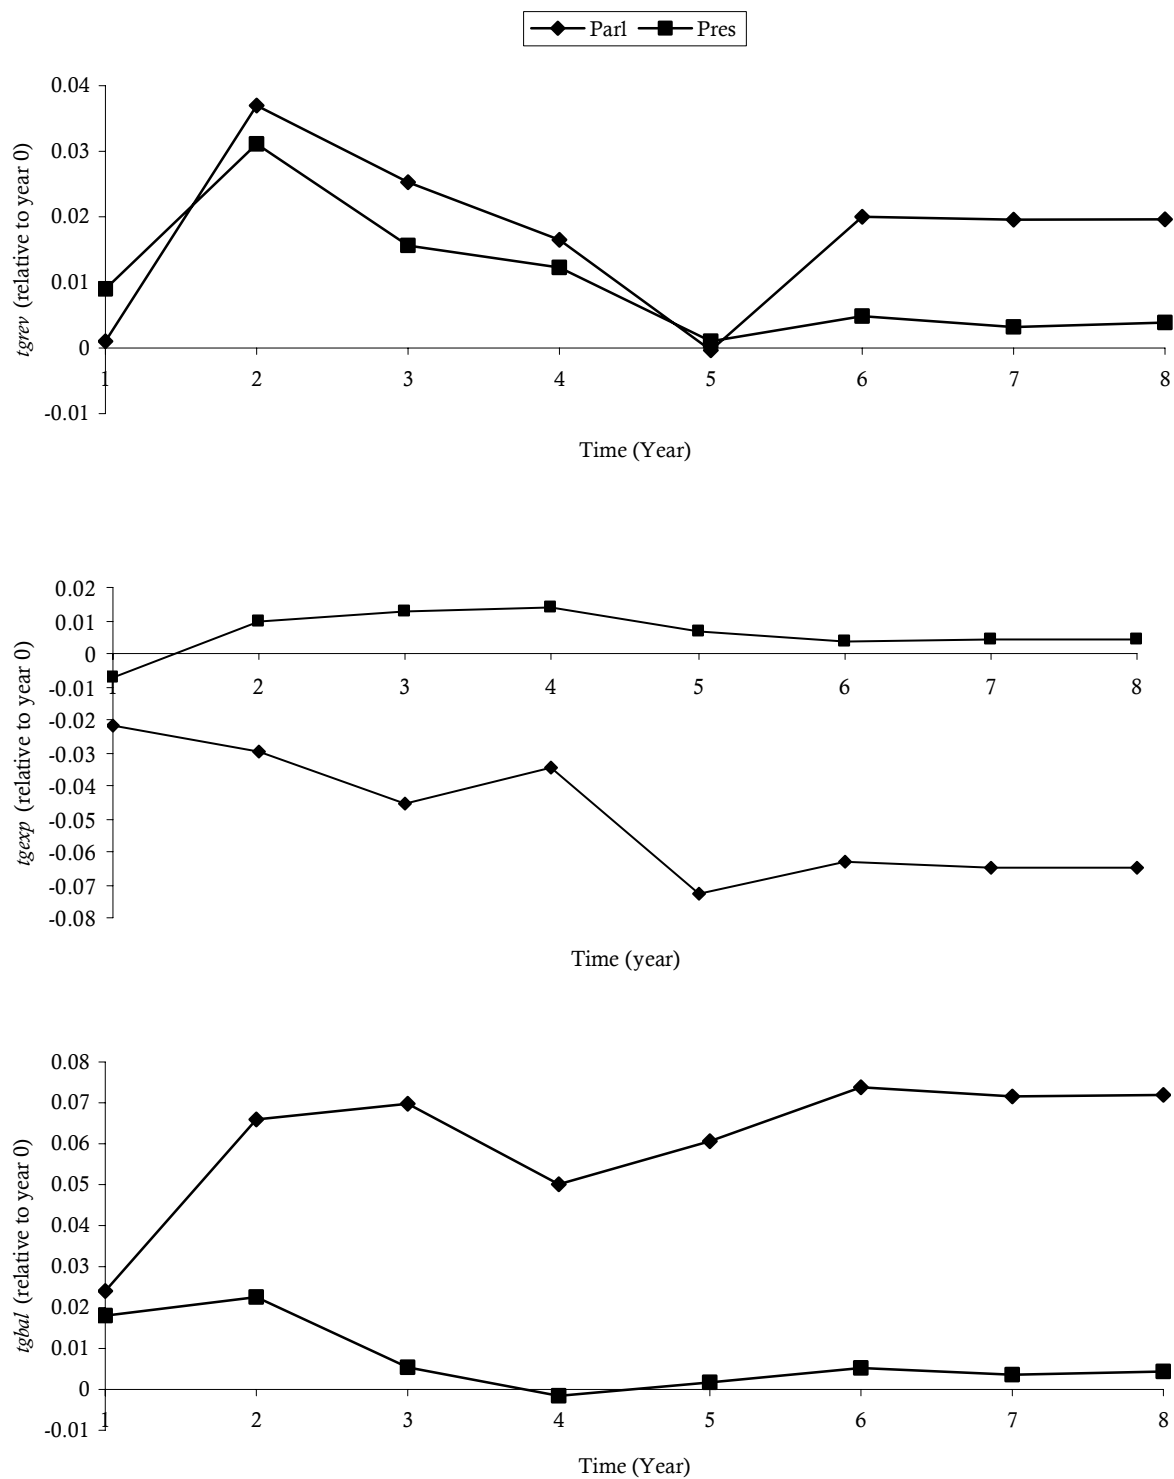 Parl Pres
0.04
0.03
0.02
0.01
0
-0.01
tgrev (relative to year 0)
1 2 3 4 5 6 7 8
Time (Year)
0.02
0.01
0
-0.01
-0.02
-0.03
-0.04
-0.05
-0.06
-0.07
-0.08
tgexp (relative to year 0)
1 2 3 4 5 6 7 8
Time (year)
0.08
0.07
0.06
0.05
0.04
0.03
0.02
0.01
0
-0.01
tgbal (relative to year 0)
1 2 3 4 5 6 7 8
Time (Year)